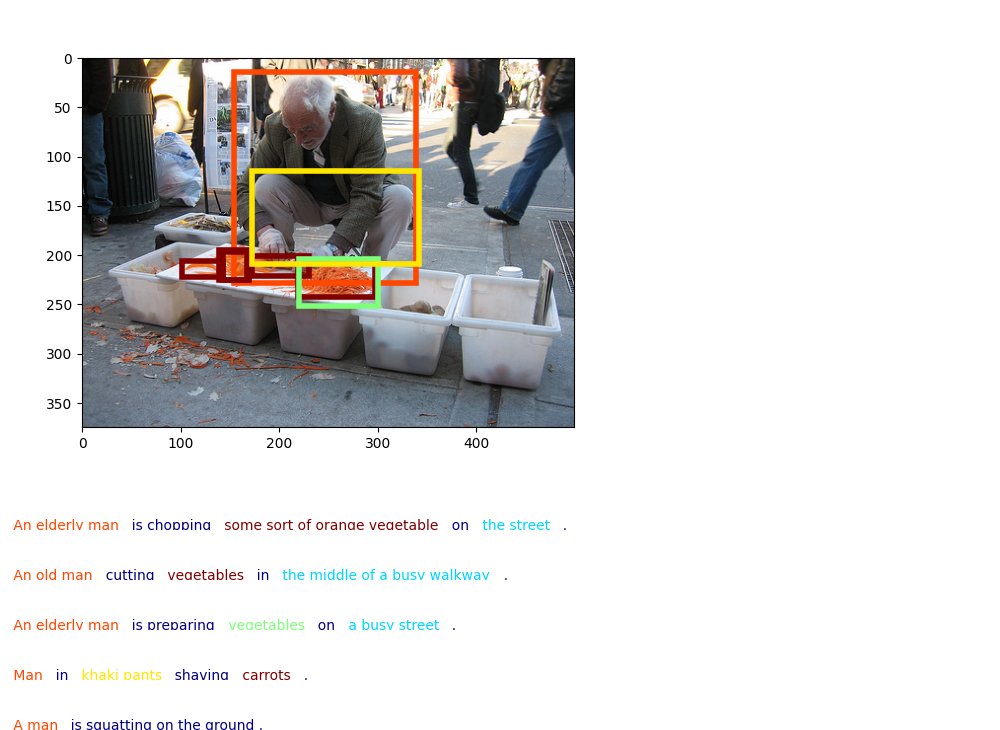 0
50
100
150
200
250
300
350
0 100 200 300 400
An elderly man is chopping some sort of orange vegetable on the street .
An old man cutting vegetables in the middle of a busy walkway .
An elderly man is preparing vegetables on a busy street .
Man in khaki pants shaving carrots .
A man is squatting on the ground .